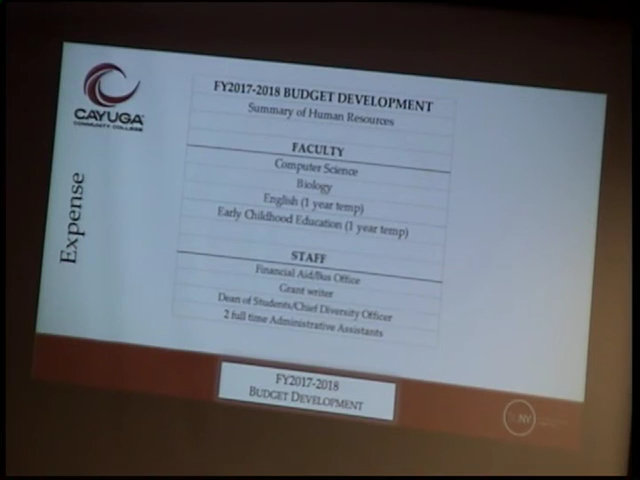 CAYUGA
COMMUNITY COLLEGE
Expense
FY2017-2018 BUDGET DEVELOPMENT
Summary of Human Resources
FACULTY
Computer Science
Biology
English (1 year temp)
Early Childhood Education (1 year temp)
STAFF
Financial Aid/Bus Office
Grant writer
Dean of Students/Chief Diversity Officer
2 full time Administrative Assistants
FY2017-2018
BUDGET DEVELOPMENT